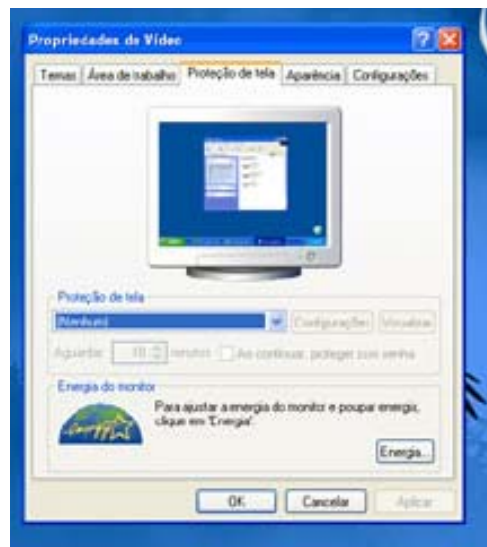 Propriedades de Vídeo
Temas Área de trabalho Proteção de tela Aparência Configurações
Proteção de tela
(Nenhum) Configurações Visualizar
Aguardar: 10 minutos Ao continuar, proteger com senha
Energia do monitor
Para ajustar a energia do monitor e poupar energia,
clique em 'Energia'.
Energia...
OK Cancelar Aplicar